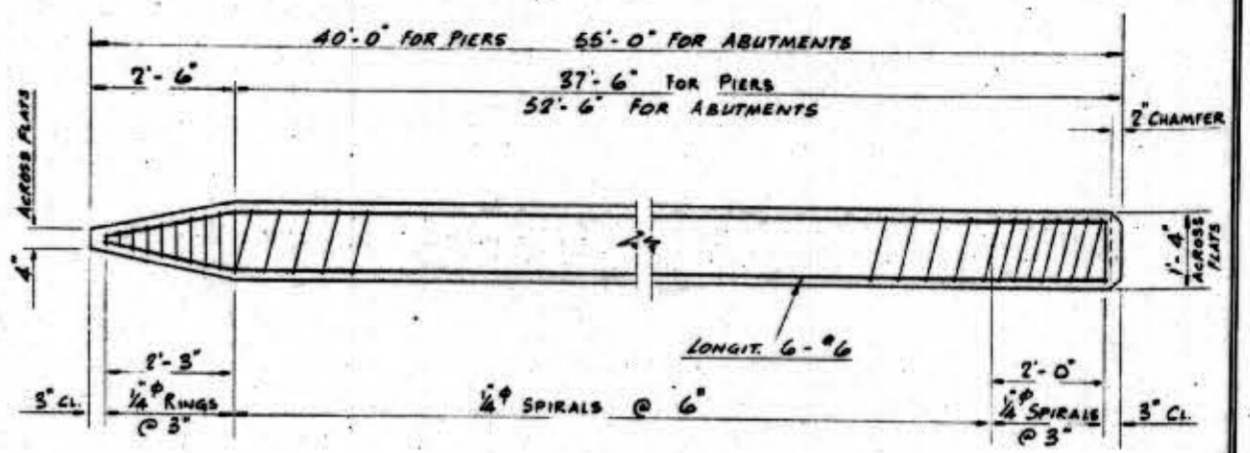 40'-0" FOR PIERS 55'-0" FOR ABUTMENTS
2'-6"
37'-6" FOR PIERS
52'-6" FOR ABUTMENTS
2" CHAMFER
ACROSS FLATS
4"
1'-4"
ACROSS
FLATS
LONGIT. 6-#6
2'-3"
3" CL.
1/4"ϕ RINGS
@ 3"
1/4"ϕ SPIRALS @ 6"
2'-0"
1/4"ϕ SPIRALS
@ 3"
3" CL.